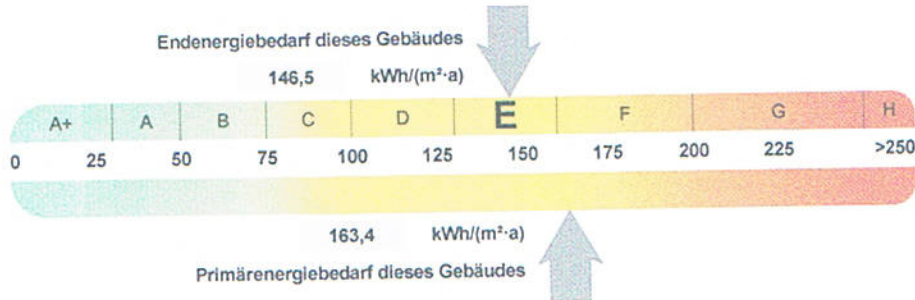 Endenergiebedarf dieses Gebäudes
146,5 kWh/(m²·a)
A+ A B C D E F G H
0 25 50 75 100 125 150 175 200 225 >250
163,4 kWh/(m²·a)
Primärenergiebedarf dieses Gebäudes